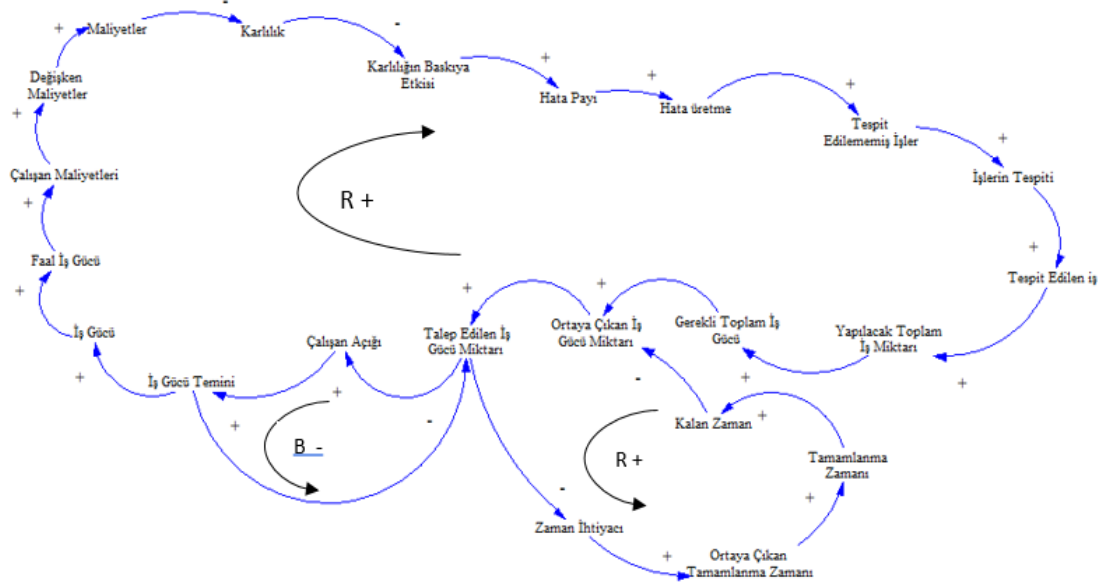 Maliyetler
Karlılık
Karlılığın Baskıya
Etkisi
Hata Payı
Hata üretme
Tespit
Edilememiş İşler
İşlerin Tespiti
Tespit Edilen iş
Yapılacak Toplam
İş Miktarı
Gerekli Toplam İş
Gücü
Ortaya Çıkan İş
Gücü Miktarı
Talep Edilen İş
Gücü Miktarı
Çalışan Açığı
İş Gücü Temini
İş Gücü
Faal İş Gücü
Çalışan Maliyetleri
Değişken
Maliyetler
R +
B -
R +
Kalan Zaman
Tamamlanma
Zamanı
Zaman İhtiyacı
Ortaya Çıkan
Tamamlanma Zamanı
+
-
-
+
+
+
+
+
+
+
+
+
-
+
+
+
-
+
+
-
+
+
+
+
+
+